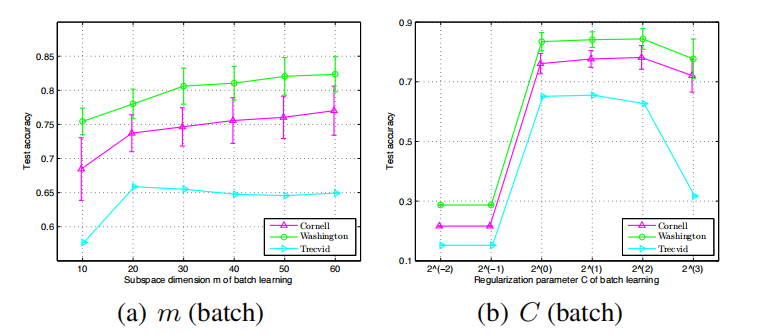 0.85
0.8
0.75
0.7
0.65
0.6
Test accuracy
10 20 30 40 50 60
Subspace dimension m of batch learning
Cornell
Washington
Trecvid
(a) m (batch)
0.9
0.7
0.5
0.3
0.1
Test accuracy
2^(−2) 2^(−1) 2^(0) 2^(1) 2^(2) 2^(3)
Regularization parameter C of batch learning
Cornell
Washington
Trecvid
(b) C (batch)